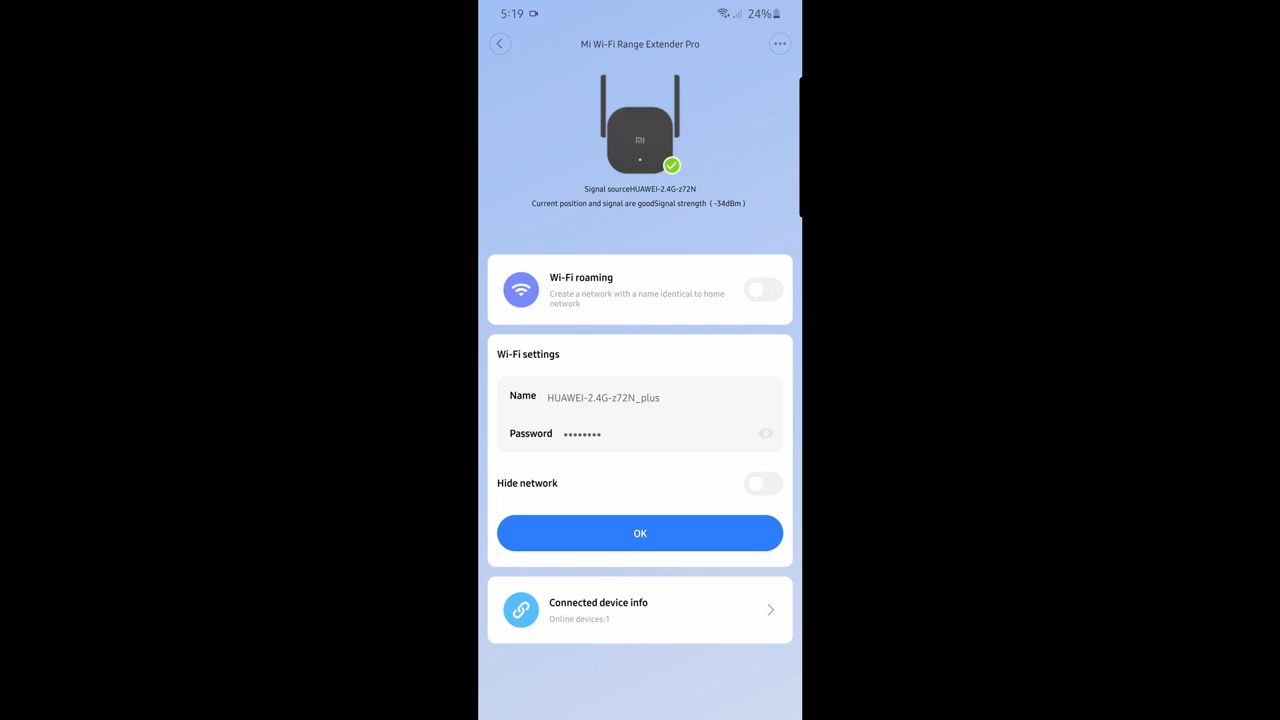 5:19
24%
Mi Wi-Fi Range Extender Pro
mi
Signal sourceHUAWEI-2.4G-z72N
Current position and signal are goodSignal strength ( -34dBm )
Wi-Fi roaming
Create a network with a name identical to home
network
Wi-Fi settings
Name HUAWEI-2.4G-z72N_plus
Password ••••••••
Hide network
OK
Connected device info
Online devices:1